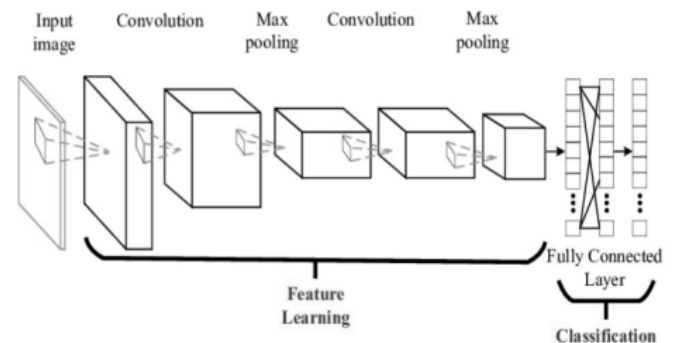 Input
image
Convolution
Max
pooling
Convolution
Max
pooling
Fully Connected
Layer
Feature
Learning
Classification